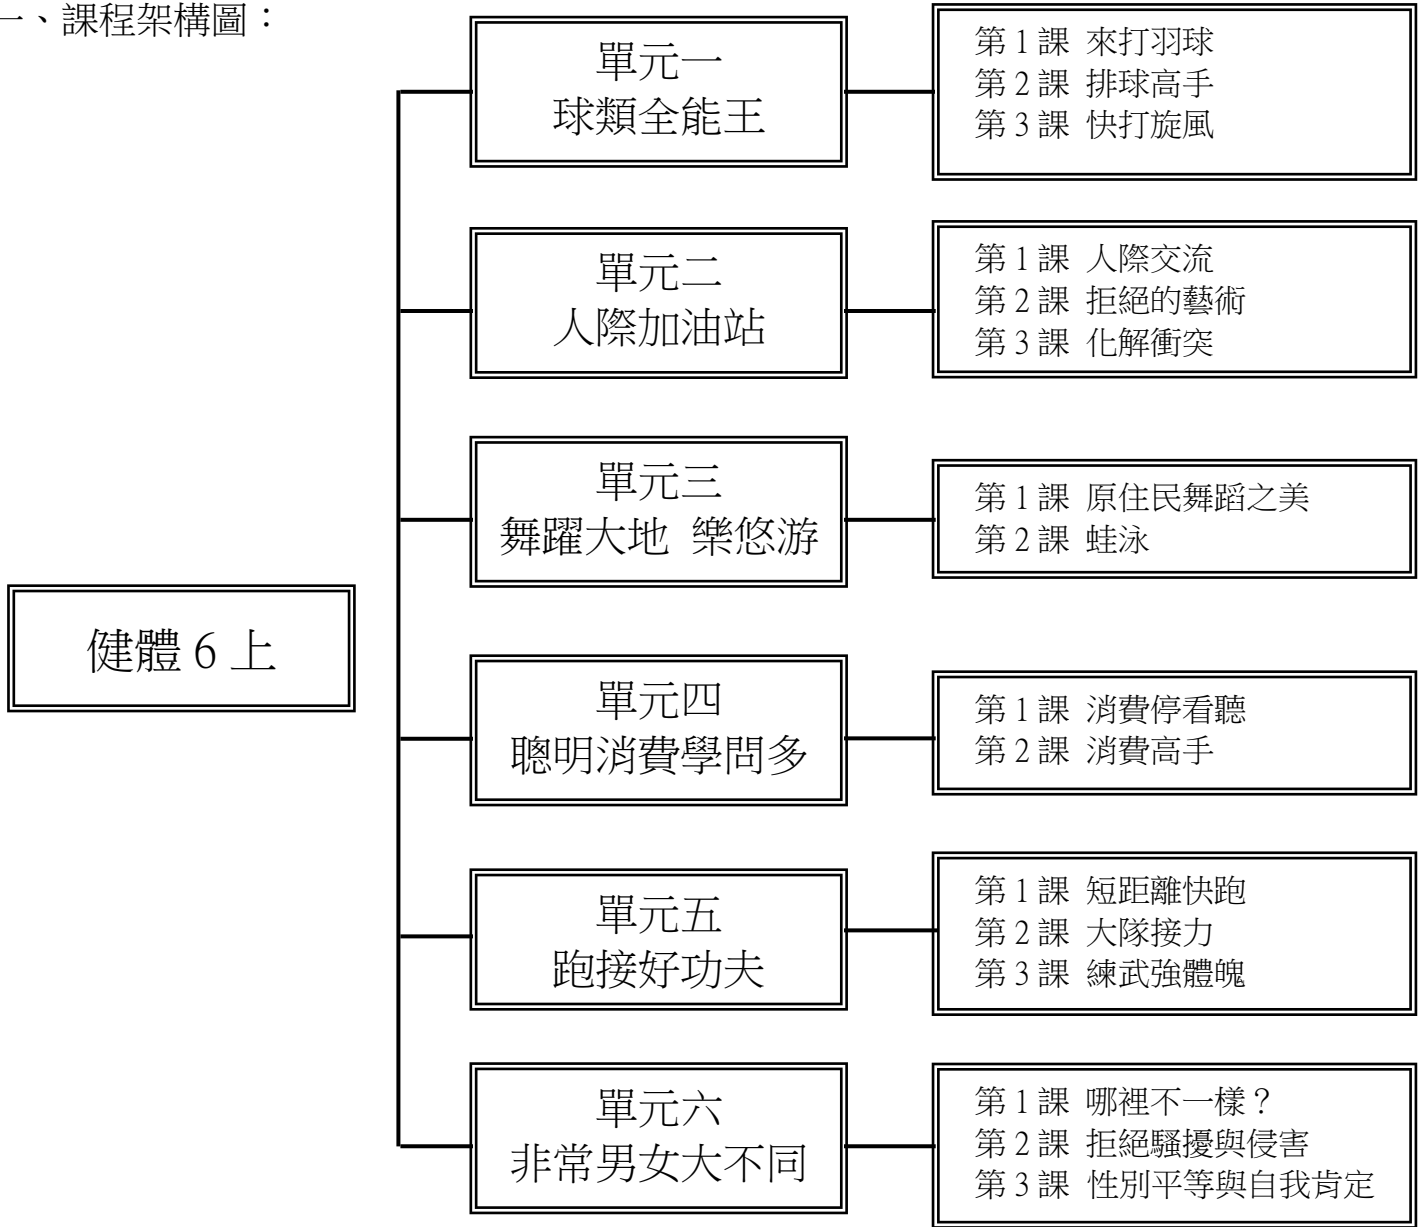 一、課程架構圖：
健體 6 上
單元一
球類全能王
第 1 課 來打羽球
第 2 課 排球高手
第 3 課 快打旋風
單元二
人際加油站
第 1 課 人際交流
第 2 課 拒絕的藝術
第 3 課 化解衝突
單元三
舞躍大地 樂悠游
第 1 課 原住民舞蹈之美
第 2 課 蛙泳
單元四
聰明消費學問多
第 1 課 消費停看聽
第 2 課 消費高手
單元五
跑接好功夫
第 1 課 短距離快跑
第 2 課 大隊接力
第 3 課 練武強體魄
單元六
非常男女大不同
第 1 課 哪裡不一樣？
第 2 課 拒絕騷擾與侵害
第 3 課 性別平等與自我肯定